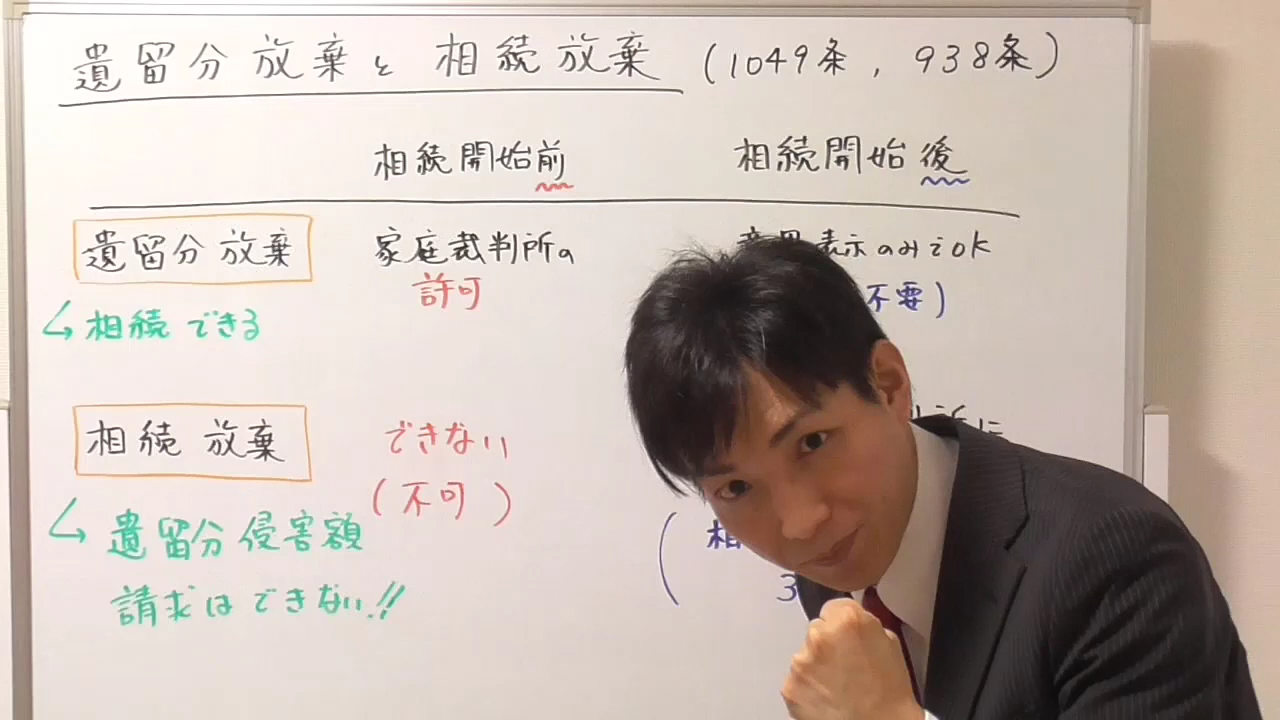 遺留分放棄と相続放棄 (1049条, 938条)
相続開始前 相続開始後
遺留分放棄 家庭裁判所の 表示のみでOK
許可 不要)
↳相続できる
相続放棄 できない に
(不可)
↳遺留分侵害額 (相
請求はできない!! 3